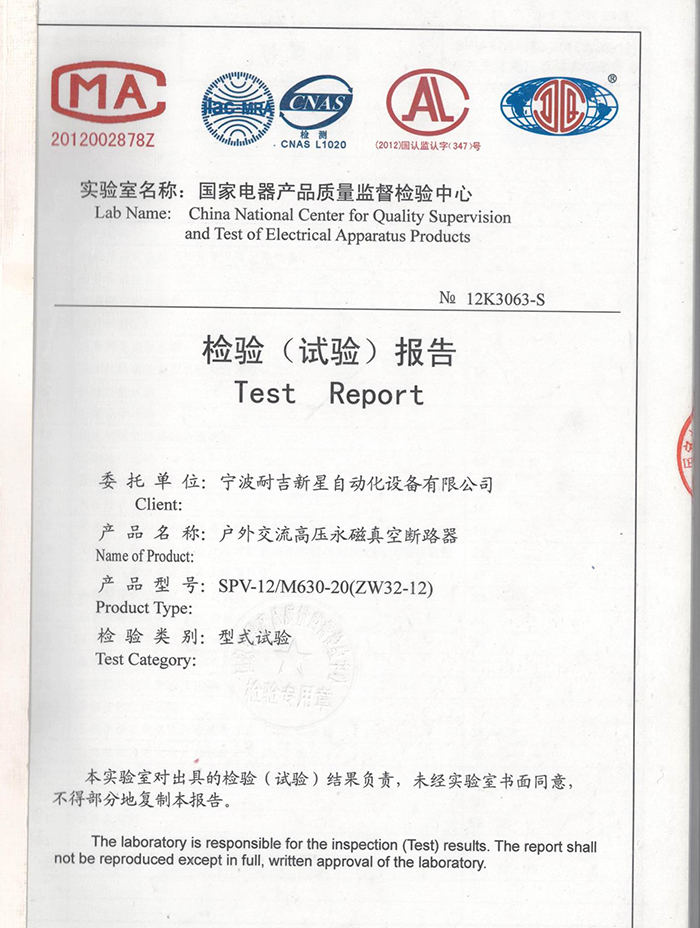 CMA
2012002878Z
ilac-MRA
CNAS
检 测
CNAS L1020
CAL
(2012)国认监认字(347)号
®
实验室名称：国家电器产品质量监督检验中心
Lab Name: China National Center for Quality Supervision
and Test of Electrical Apparatus Products
№ 12K3063-S
检验（试验）报告
Test Report
委 托 单 位：宁波耐吉新星自动化设备有限公司
Client:
产 品 名 称：户外交流高压永磁真空断路器
Name of Product:
产 品 型 号：SPV-12/M630-20(ZW32-12)
Product Type:
检 验 类 别：型式试验
Test Category:
检验专用章
本实验室对出具的检验（试验）结果负责，未经实验室书面同意，
不得部分地复制本报告。
The laboratory is responsible for the inspection (Test) results. The report shall
not be reproduced except in full, written approval of the laboratory.